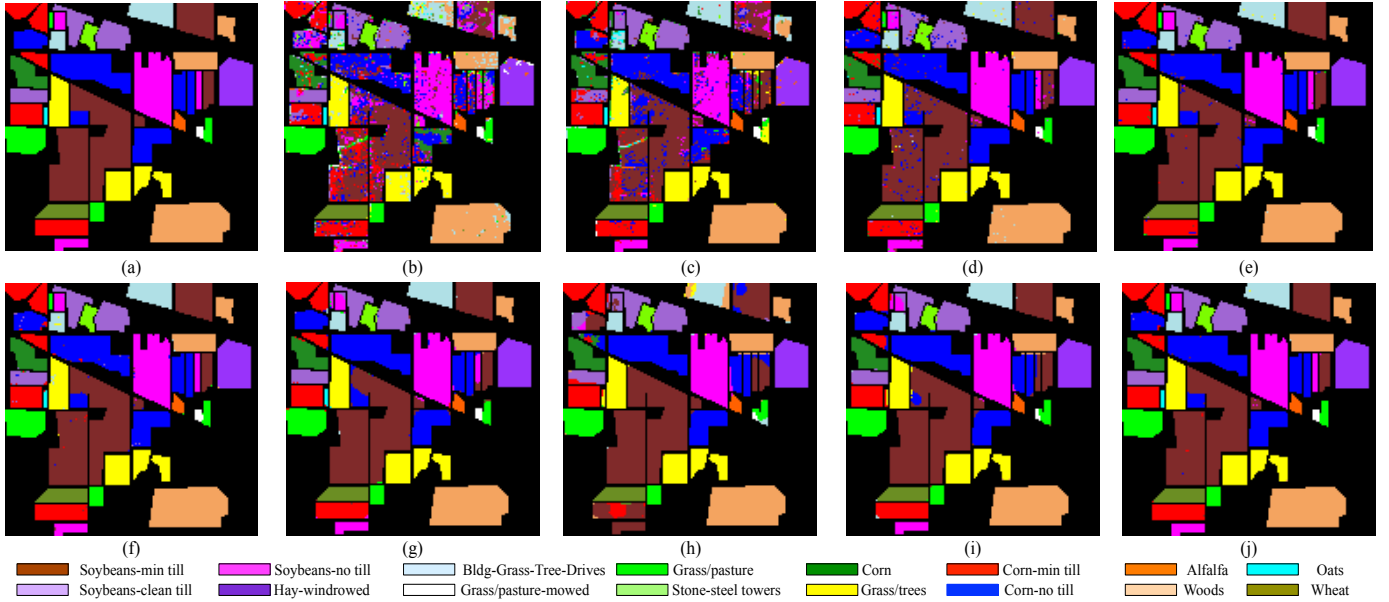 (a) (b) (c) (d) (e)
(f) (g) (h) (i) (j)
Soybeans-min till Soybeans-no till Bldg-Grass-Tree-Drives Grass/pasture Corn Corn-min till Alfalfa Oats
Soybeans-clean till Hay-windrowed Grass/pasture-mowed Stone-steel towers Grass/trees Corn-no till Woods Wheat